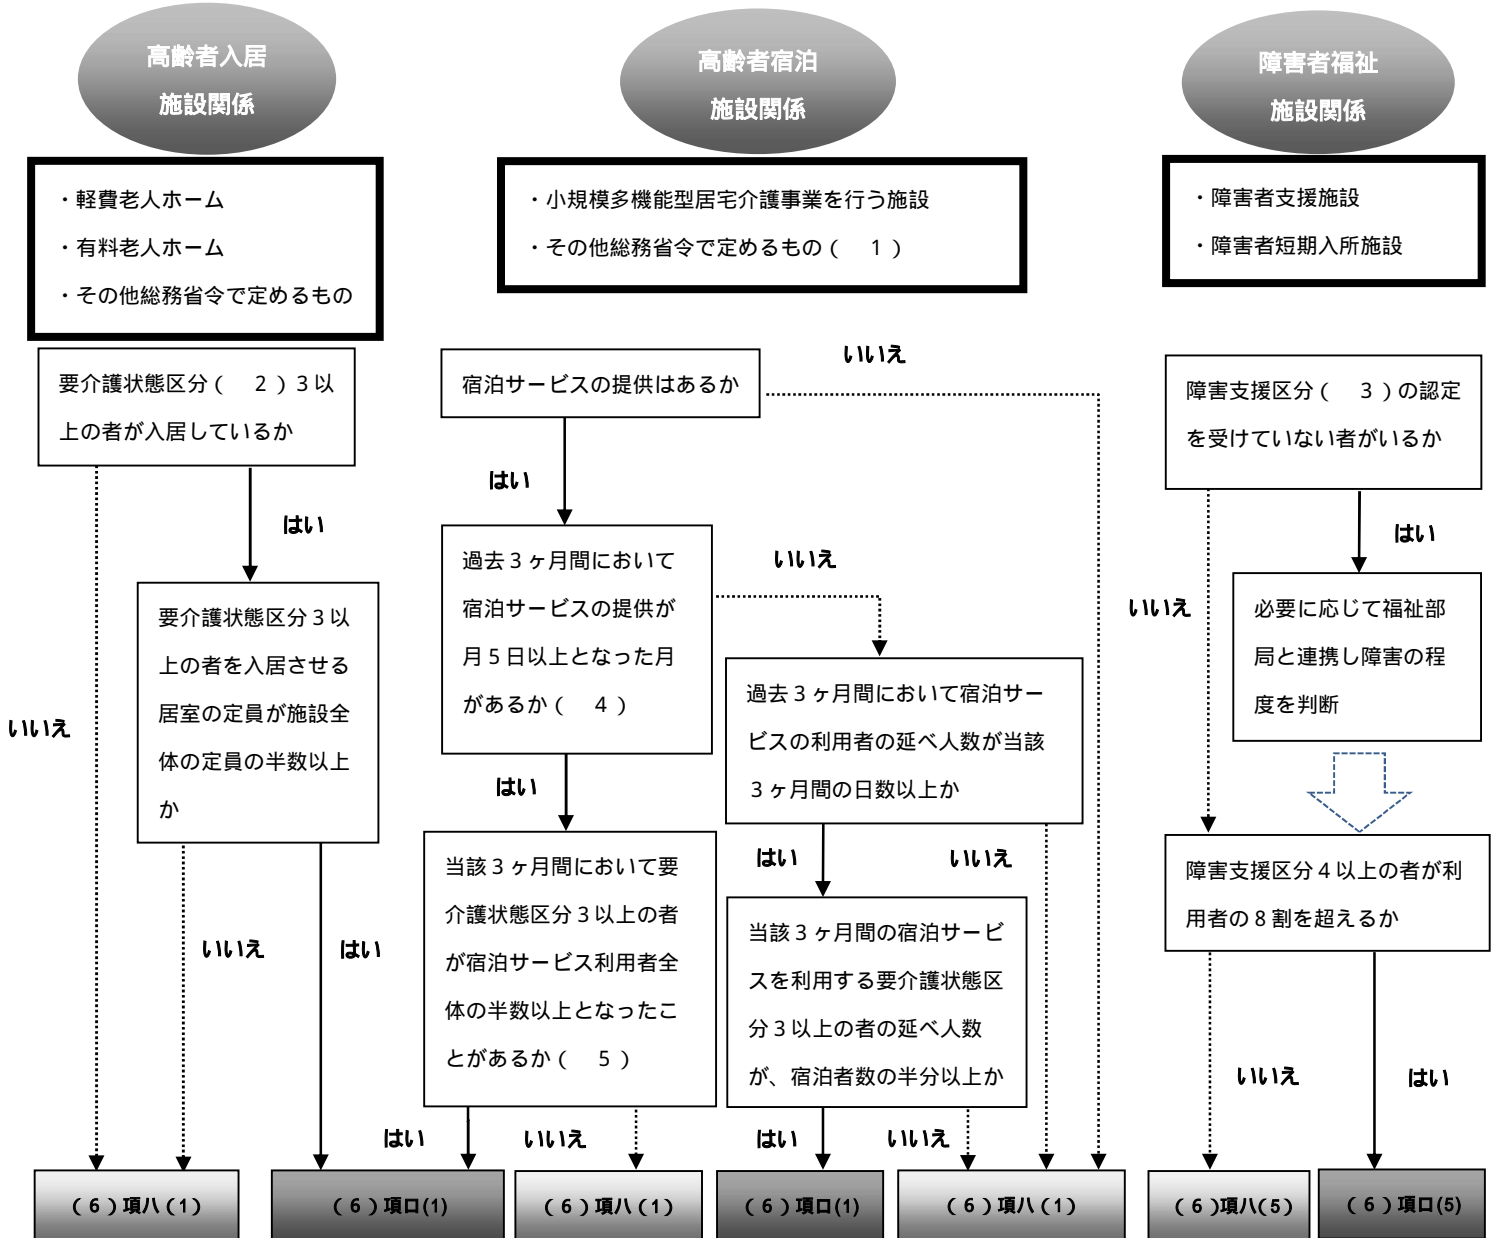 高齢者入居
施設関係
・軽費老人ホーム
・有料老人ホーム
・その他総務省令で定めるもの
要介護状態区分(　2)3以
上の者が入居しているか
いいえ
はい
要介護状態区分3以
上の者を入居させる
居室の定員が施設全
体の定員の半数以上
か
いいえ
はい
高齢者宿泊
施設関係
・小規模多機能型居宅介護事業を行う施設
・その他総務省令で定めるもの(　1)
宿泊サービスの提供はあるか
いいえ
はい
過去3ヶ月間において
宿泊サービスの提供が
月5日以上となった月
があるか(　4)
いいえ
はい
過去3ヶ月間において宿泊サー
ビスの利用者の延べ人数が当該
3ヶ月間の日数以上か
はい
いいえ
当該3ヶ月間において要
介護状態区分3以上の者
が宿泊サービス利用者全
体の半数以上となったこ
とがあるか(　5)
はい
いいえ
当該3ヶ月間の宿泊サービ
スを利用する要介護状態区
分3以上の者の延べ人数
が、宿泊者数の半分以上か
はい
いいえ
障害者福祉
施設関係
・障害者支援施設
・障害者短期入所施設
障害支援区分(　3)の認定
を受けていない者がいるか
いいえ
はい
必要に応じて福祉部
局と連携し障害の程
度を判断
障害支援区分4以上の者が利
用者の8割を超えるか
いいえ
はい
(6)項ハ(1)
(6)項ロ(1)
(6)項ハ(1)
(6)項ロ(1)
(6)項ハ(1)
(6)項ハ(5)
(6)項ロ(5)